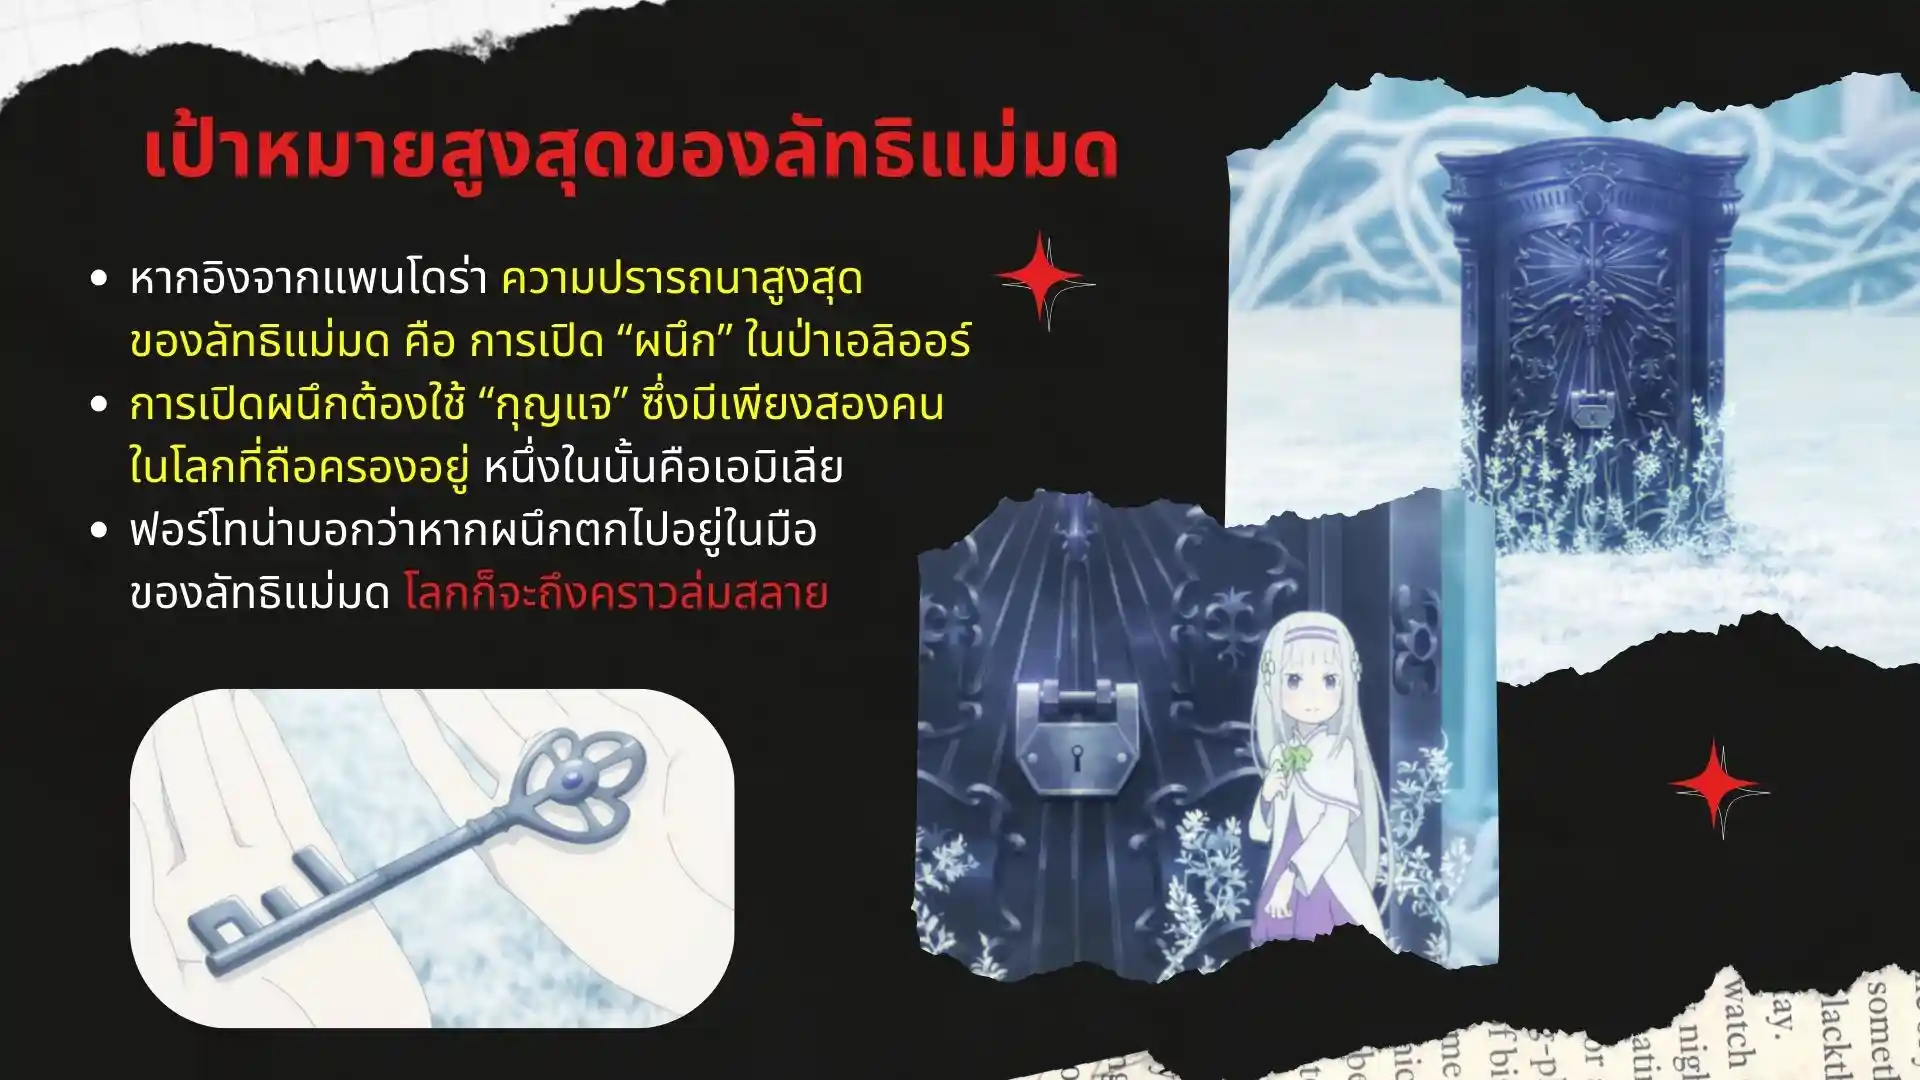 เป้าหมายสูงสุดของลัทธิแม่มด
หากอิงจากแพนโดร่า ความปรารถนาสูงสุด
ของลัทธิแม่มด คือ การเปิด “ผนึก” ในป่าเอลิออร์
การเปิดผนึกต้องใช้ “กุญแจ” ซึ่งมีเพียงสองคน
ในโลกที่ถือครองอยู่ หนึ่งในนั้นคือเอมิเลีย
ฟอร์โทน่าบอกว่าหากผนึกตกไปอยู่ในมือ
ของลัทธิแม่มด โลกก็จะถึงคราวล่มสลาย
watch